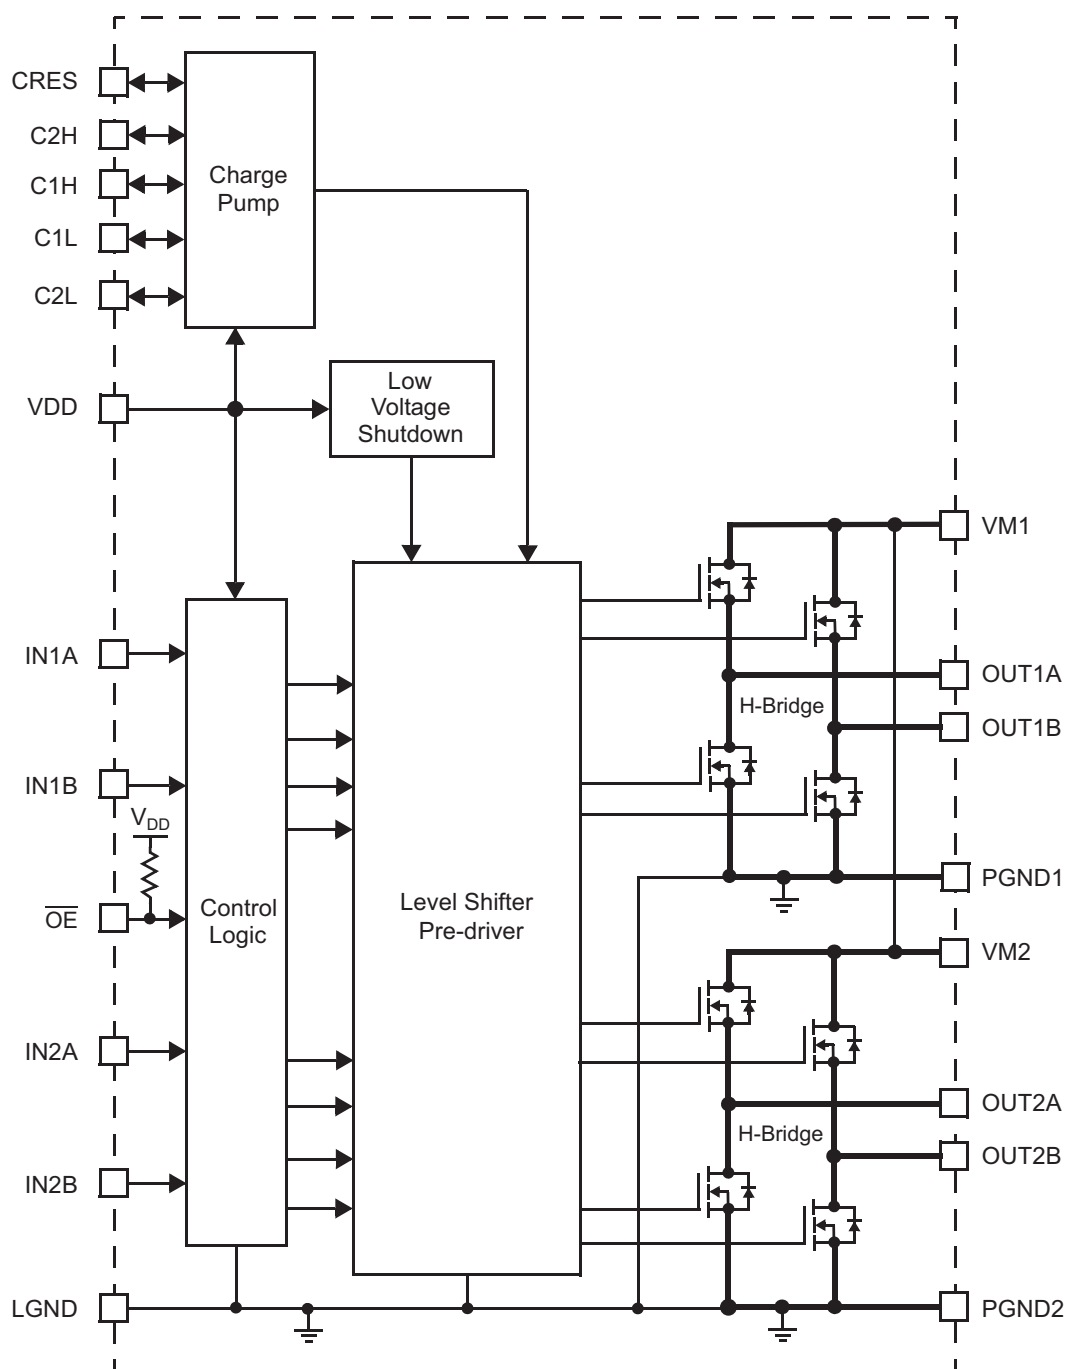 CRES
C2H
C1H
C1L
C2L
Charge
Pump
VDD
Low
Voltage
Shutdown
VM1
IN1A
OUT1A
H-Bridge
OUT1B
IN1B
VDD
PGND1
OE
Control
Logic
Level Shifter
Pre-driver
VM2
IN2A
OUT2A
H-Bridge
OUT2B
IN2B
LGND
PGND2